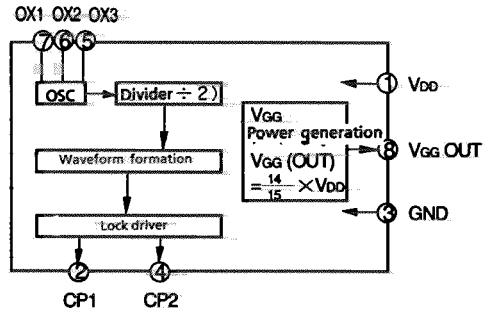 OX1 OX2 OX3
7 6 5
OSC
Divider ÷ 2)
1 VDD
VGG
Power generation
VGG (OUT)
= 14/15 × VDD
8 VGG OUT
Waveform formation
3 GND
Lock driver
2 4
CP1 CP2